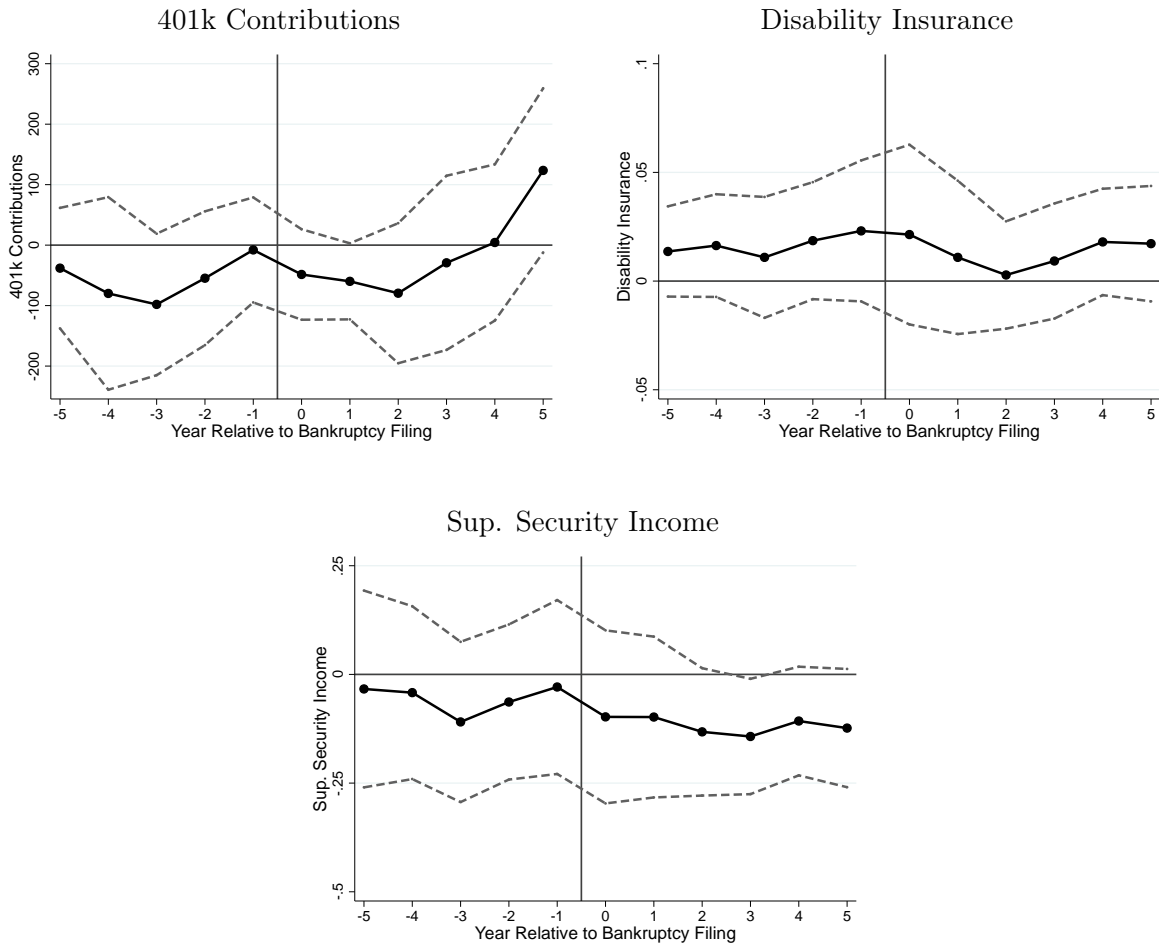 401k Contributions
Disability Insurance
300
200
100
0
-100
-200
401k Contributions
-5 -4 -3 -2 -1 0 1 2 3 4 5
Year Relative to Bankruptcy Filing
.1
.05
0
-.05
Disability Insurance
-5 -4 -3 -2 -1 0 1 2 3 4 5
Year Relative to Bankruptcy Filing
Sup. Security Income
.25
0
-.25
-.5
Sup. Security Income
-5 -4 -3 -2 -1 0 1 2 3 4 5
Year Relative to Bankruptcy Filing